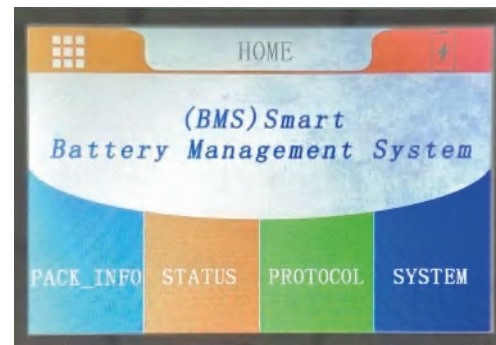 HOME
(BMS)Smart
Battery Management System
PACK_INFO STATUS PROTOCOL SYSTEM